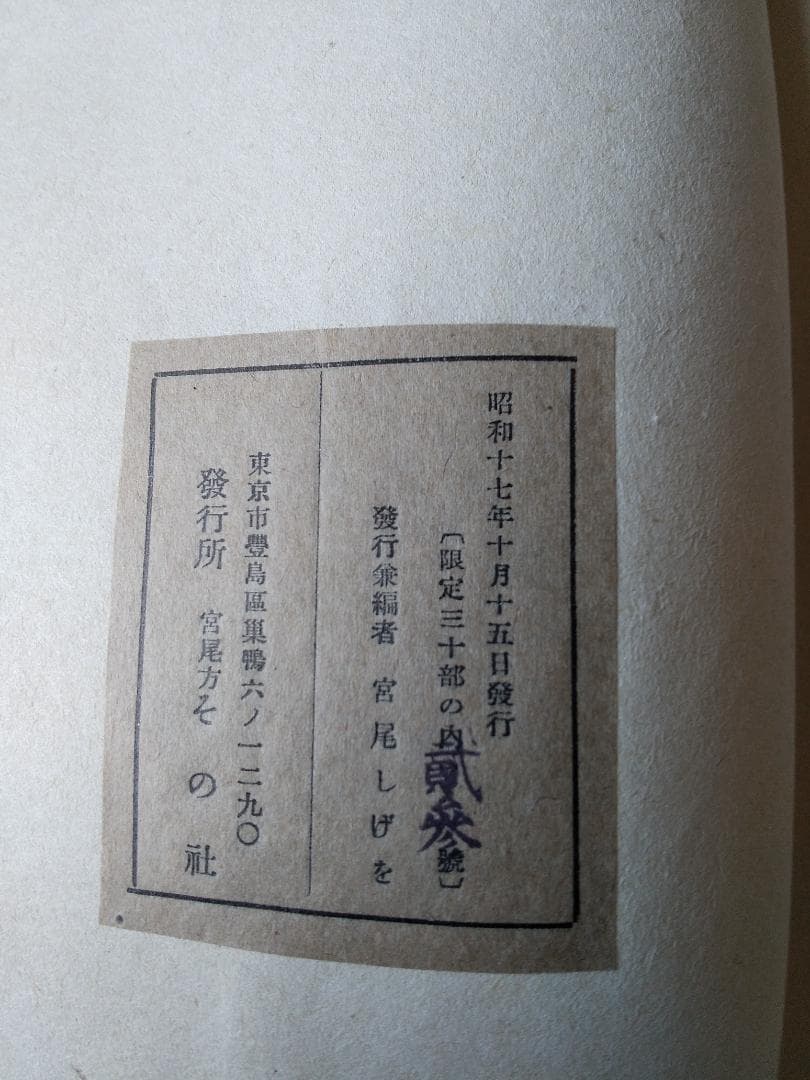 昭和十七年十月十五日發行
〔限定三十部の内貳參號〕
發行兼編者 宮尾しげを
東京市豐島區巢鴨六ノ一二九〇
發行所 宮尾方その社